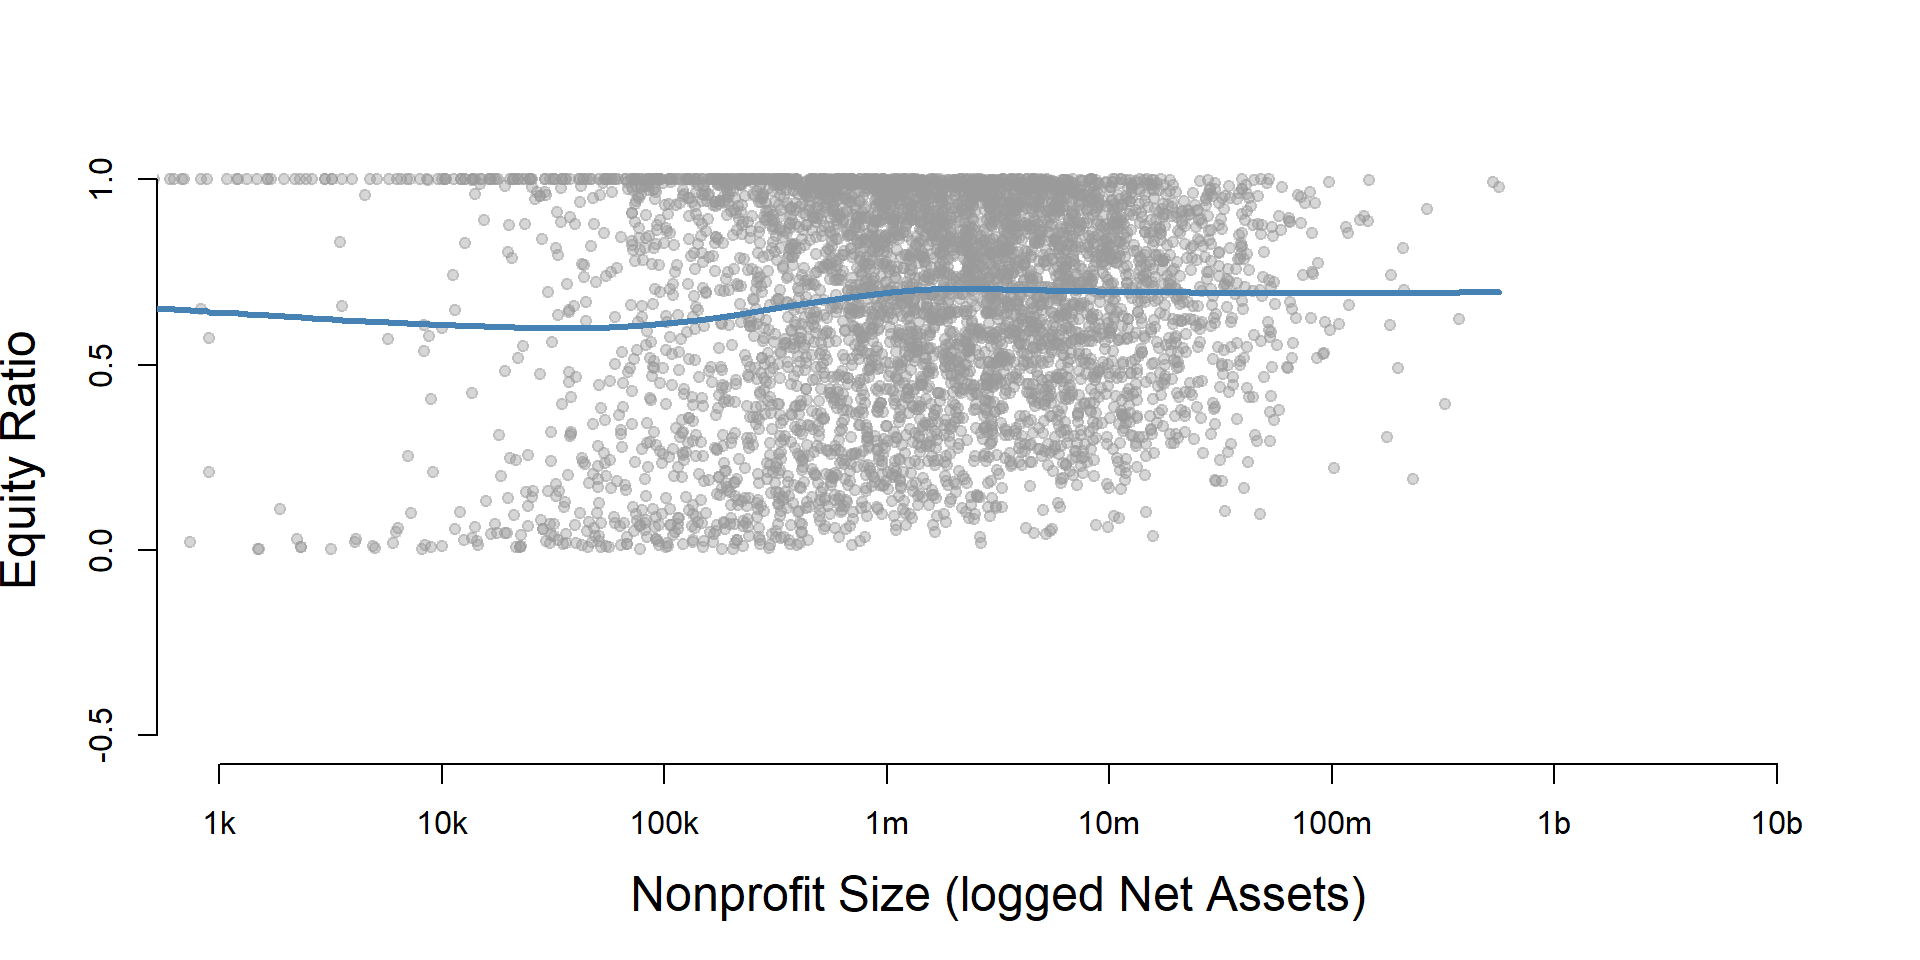 Equity Ratio
1.0
0.5
0.0
-0.5
1k 10k 100k 1m 10m 100m 1b 10b
Nonprofit Size (logged Net Assets)